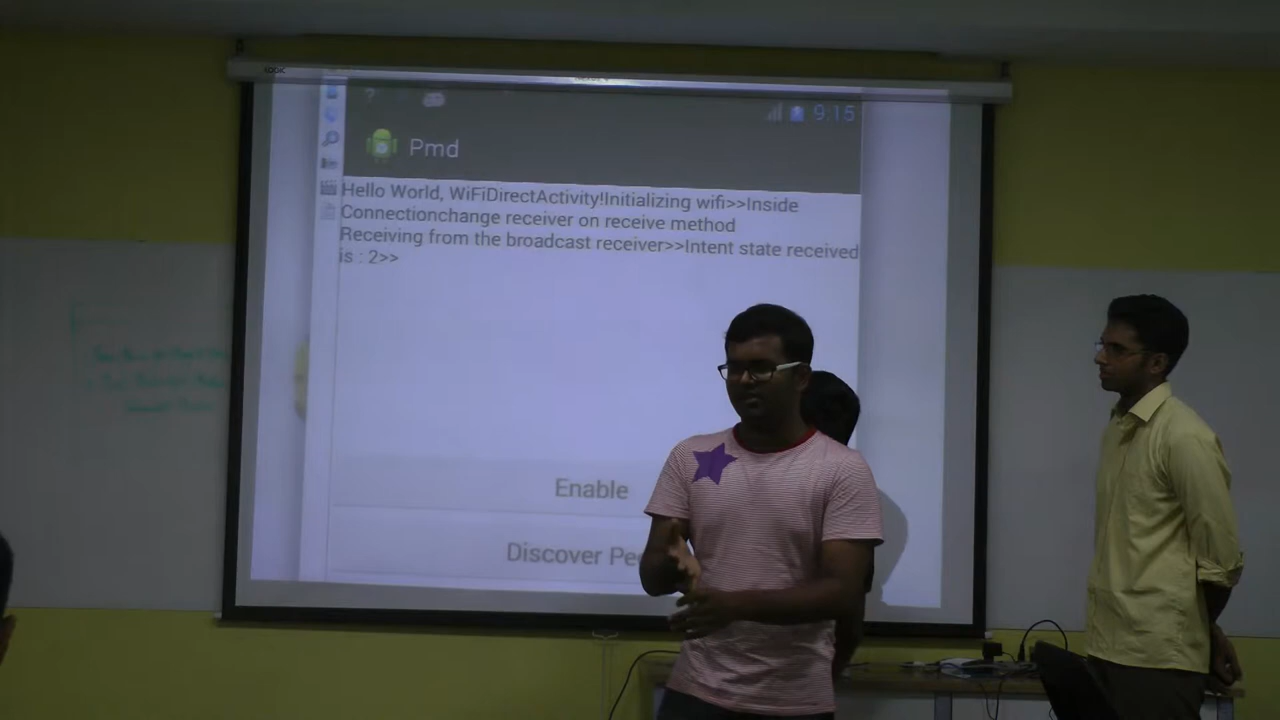 LOGIC
9:15
Pmd
Hello World, WiFiDirectActivity!Initializing wifi>>Inside
Connectionchange receiver on receive method
Receiving from the broadcast receiver>>Intent state received
is : 2>>
Enable
Discover